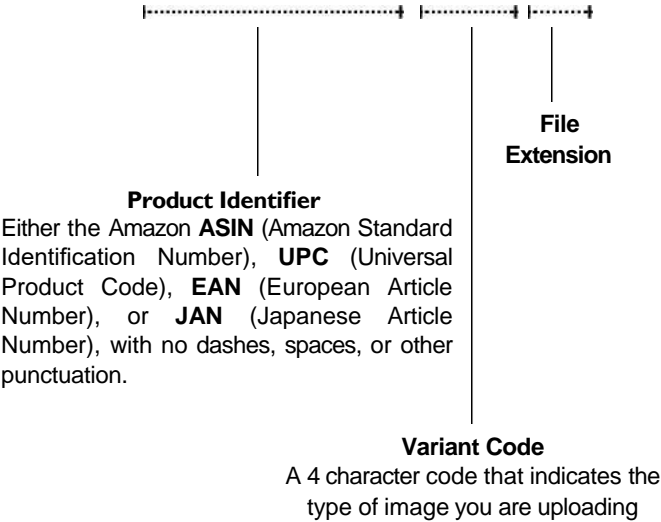 File
Extension
Product Identifier
Either the Amazon ASIN (Amazon Standard
Identification Number), UPC (Universal
Product Code), EAN (European Article
Number), or JAN (Japanese Article
Number), with no dashes, spaces, or other
punctuation.
Variant Code
A 4 character code that indicates the
type of image you are uploading